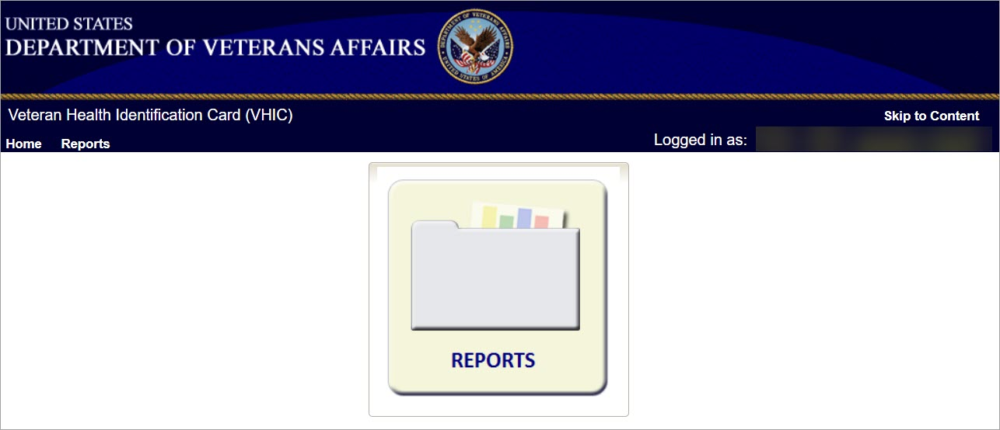 UNITED STATES
DEPARTMENT OF VETERANS AFFAIRS
DEPARTMENT OF VETERANS AFFAIRS
UNITED STATES OF AMERICA
Veteran Health Identification Card (VHIC)
Skip to Content
Home Reports
Logged in as:
REPORTS